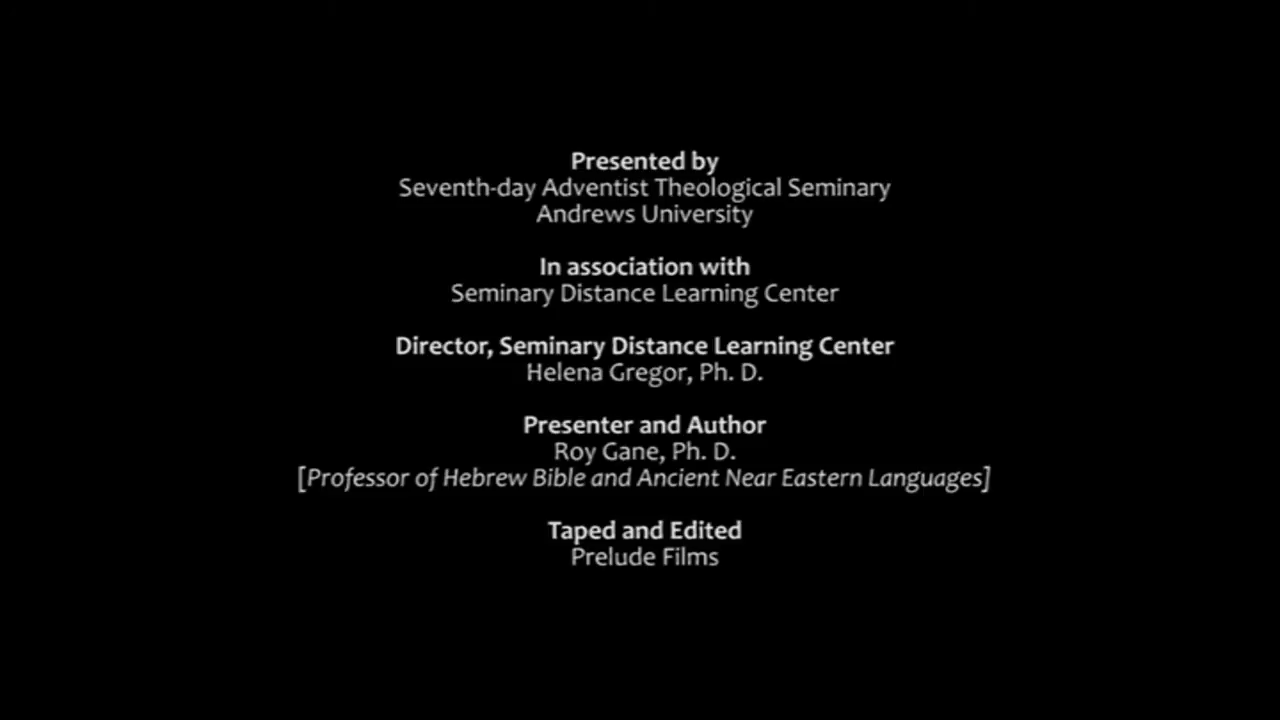 Presented by
Seventh-day Adventist Theological Seminary
Andrews University
In association with
Seminary Distance Learning Center
Director, Seminary Distance Learning Center
Helena Gregor, Ph. D.
Presenter and Author
Roy Gane, Ph. D.
[Professor of Hebrew Bible and Ancient Near Eastern Languages]
Taped and Edited
Prelude Films